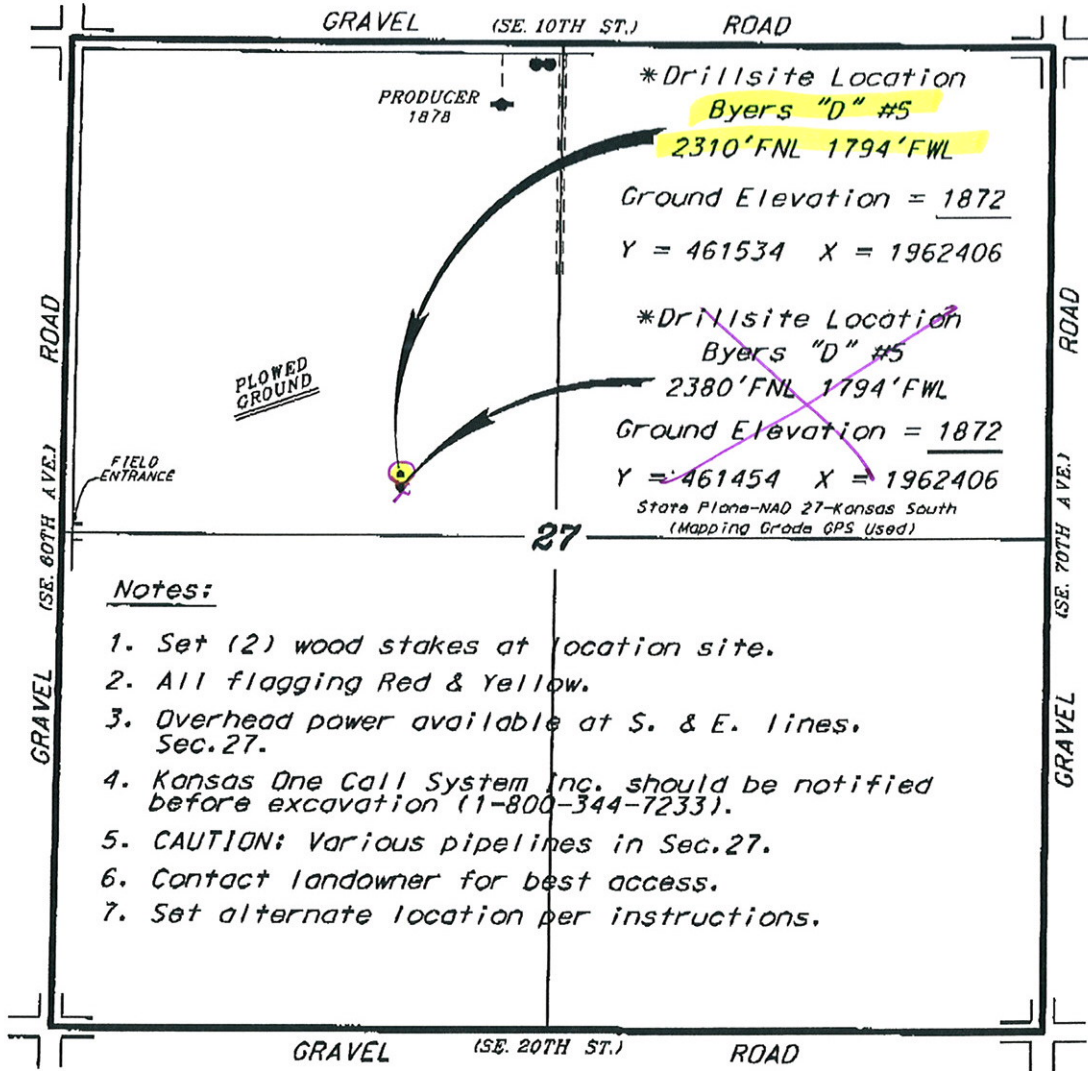 GRAVEL (SE. 10TH ST.) ROAD
PRODUCER
1878
*Drillsite Location
Byers "D" #5
2310'FNL 1794'FWL
Ground Elevation = 1872
Y = 461534 X = 1962406
*Drillsite Location
Byers "D" #5
2380'FNL 1794'FWL
Ground Elevation = 1872
Y = 461454 X = 1962406
State Plane-NAD 27-Kansas South
(Mapping Grade GPS Used)
PLOWED
GROUND
FIELD
ENTRANCE
GRAVEL (SE. 60TH AVE.) ROAD
GRAVEL (SE. 70TH AVE.) ROAD
27
Notes:
1. Set (2) wood stakes at location site.
2. All flagging Red & Yellow.
3. Overhead power available at S. & E. lines.
Sec.27.
4. Kansas One Call System Inc. should be notified
before excavation (1-800-344-7233).
5. CAUTION: Various pipelines in Sec.27.
6. Contact landowner for best access.
7. Set alternate location per instructions.
GRAVEL (SE. 20TH ST.) ROAD